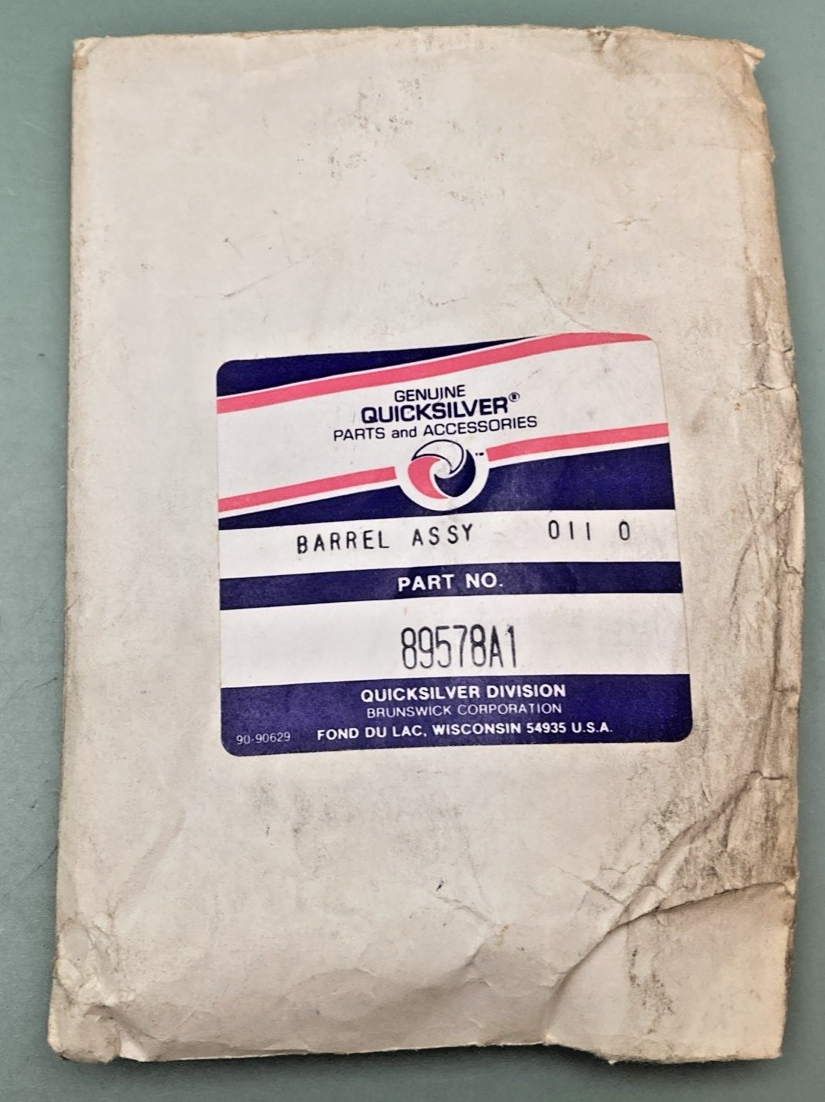 GENUINE
QUICKSILVER®
PARTS and ACCESSORIES
™
BARREL ASSY 011 0
PART NO.
89578A1
QUICKSILVER DIVISION
BRUNSWICK CORPORATION
90-90629 FOND DU LAC, WISCONSIN 54935 U.S.A.